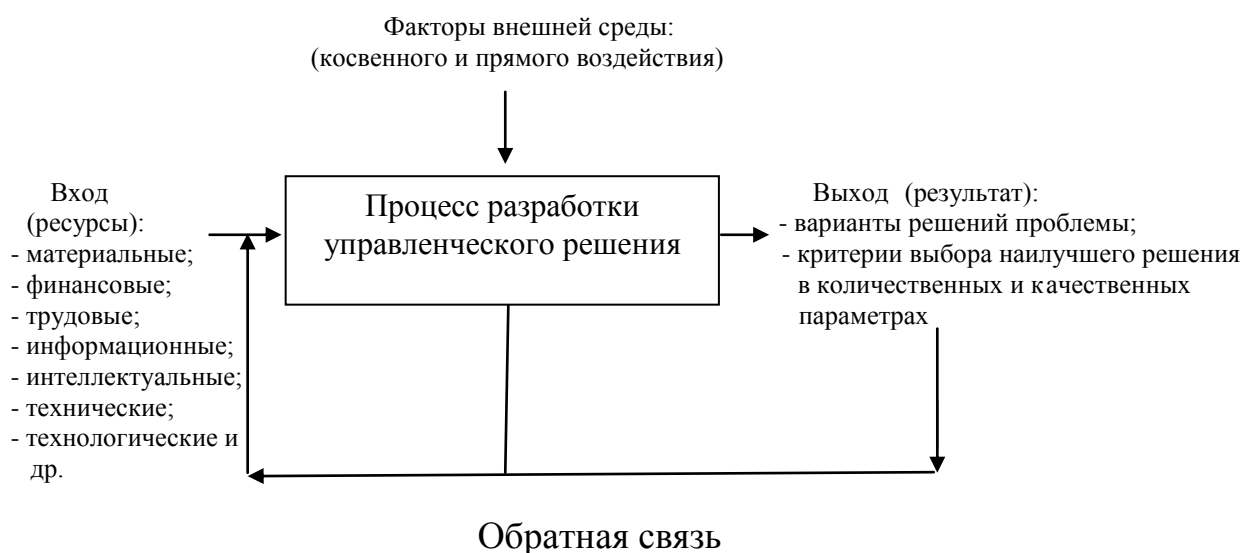 Факторы внешней среды:
(косвенного и прямого воздействия)
Вход
(ресурсы):
- материальные;
- финансовые;
- трудовые;
- информационные;
- интеллектуальные;
- технические;
- технологические и
др.
Процесс разработки
управленческого решения
Выход (результат):
- варианты решений проблемы;
- критерии выбора наилучшего решения
в количественных и качественных
параметрах
Обратная связь